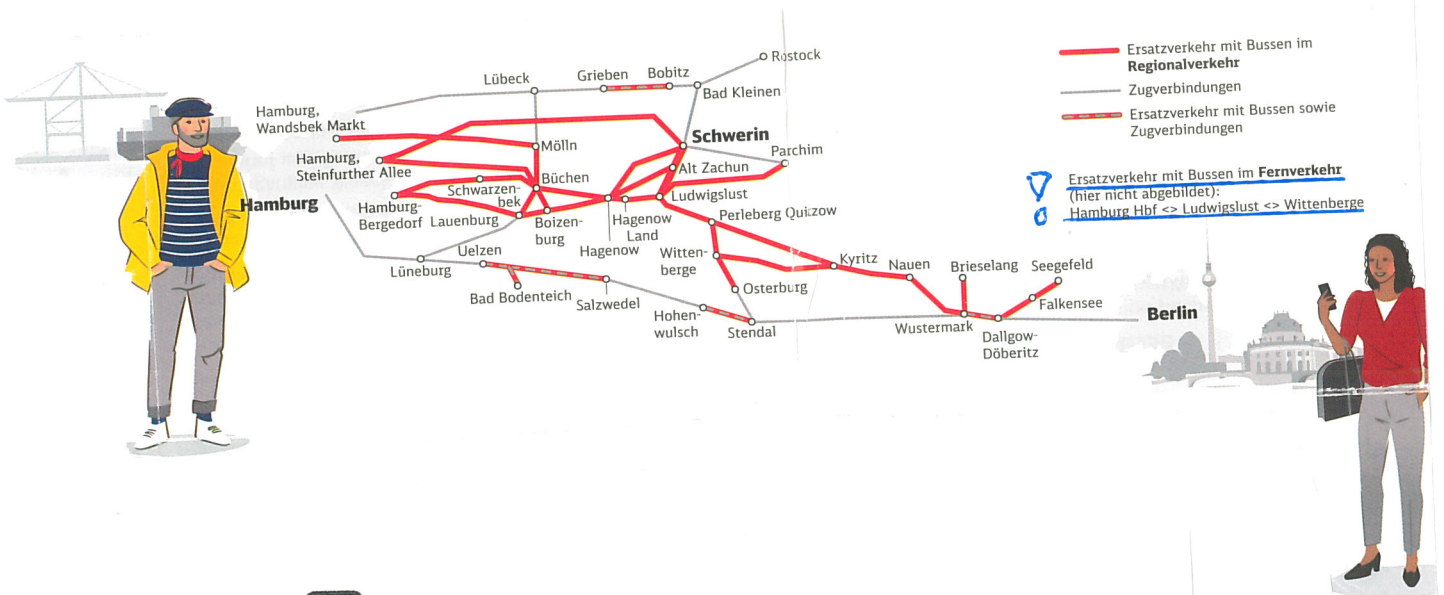 Rostock
Lübeck
Grieben
Bobitz
Bad Kleinen
Hamburg,
Wandsbek Markt
Schwerin
Mölln
Parchim
Hamburg,
Steinfurther Allee
Alt Zachun
Büchen
Schwarzen-
bek
Ludwigslust
Hamburg
Hamburg-
Bergedorf
Lauenburg
Boizen-
burg
Hagenow
Land
Hagenow
Perleberg Quitzow
Uelzen
Lüneburg
Witten-
berge
Kyritz
Nauen
Brieselang
Seegefeld
Bad Bodenteich
Salzwedel
Osterburg
Falkensee
Hohen-
wulsch
Stendal
Wustermark
Dallgow-
Döberitz
Berlin
Ersatzverkehr mit Bussen im
Regionalverkehr
Zugverbindungen
Ersatzverkehr mit Bussen sowie
Zugverbindungen
Ersatzverkehr mit Bussen im Fernverkehr
(hier nicht abgebildet):
Hamburg Hbf <> Ludwigslust <> Wittenberge